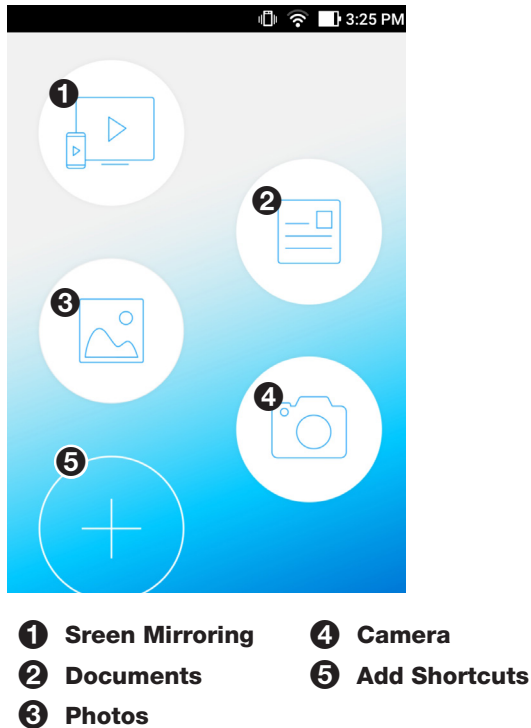 3:25 PM
1
2
3
4
5
1 Sreen Mirroring
2 Documents
3 Photos
4 Camera
5 Add Shortcuts